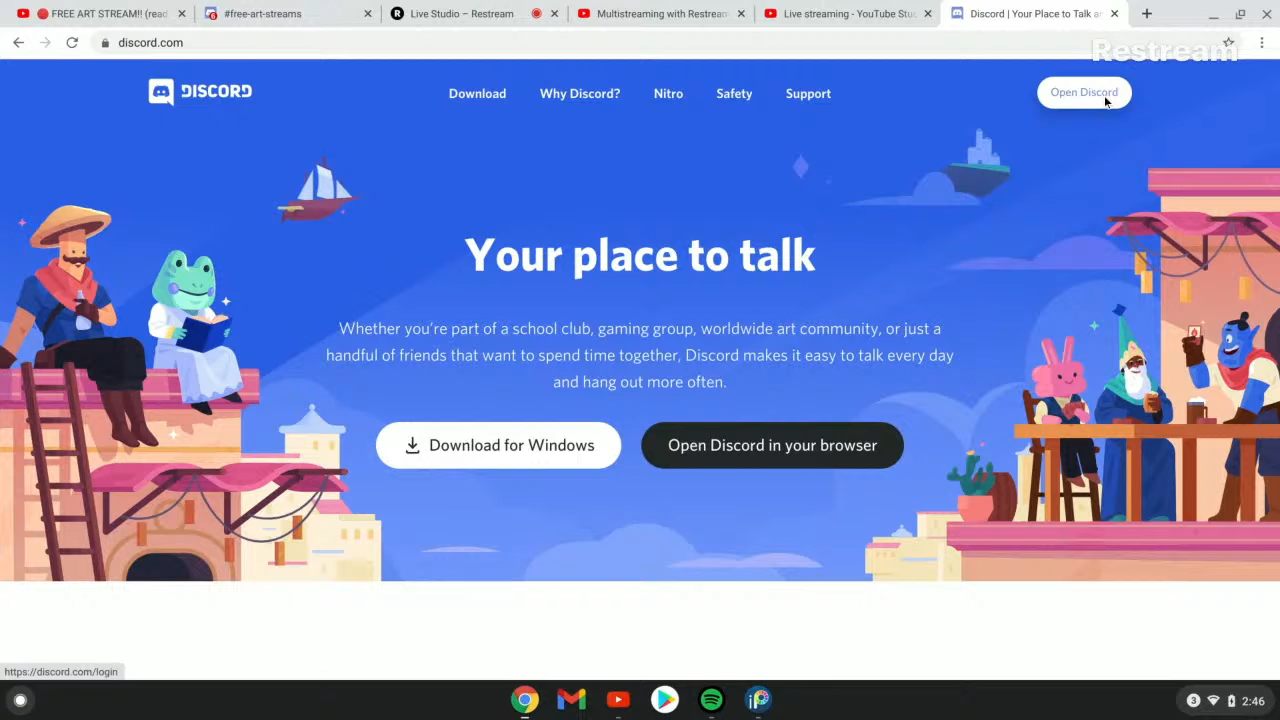 🔴 FREE ART STREAM!! (read
#free-art-streams
Live Studio – Restream
Multistreaming with Restream
Live streaming - YouTube Stu
Discord | Your Place to Talk a
discord.com
Restream
DISCORD
Download
Why Discord?
Nitro
Safety
Support
Open Discord
Your place to talk
Whether you're part of a school club, gaming group, worldwide art community, or just a
handful of friends that want to spend time together, Discord makes it easy to talk every day
and hang out more often.
Download for Windows
Open Discord in your browser
https://discord.com/login
3
2:46